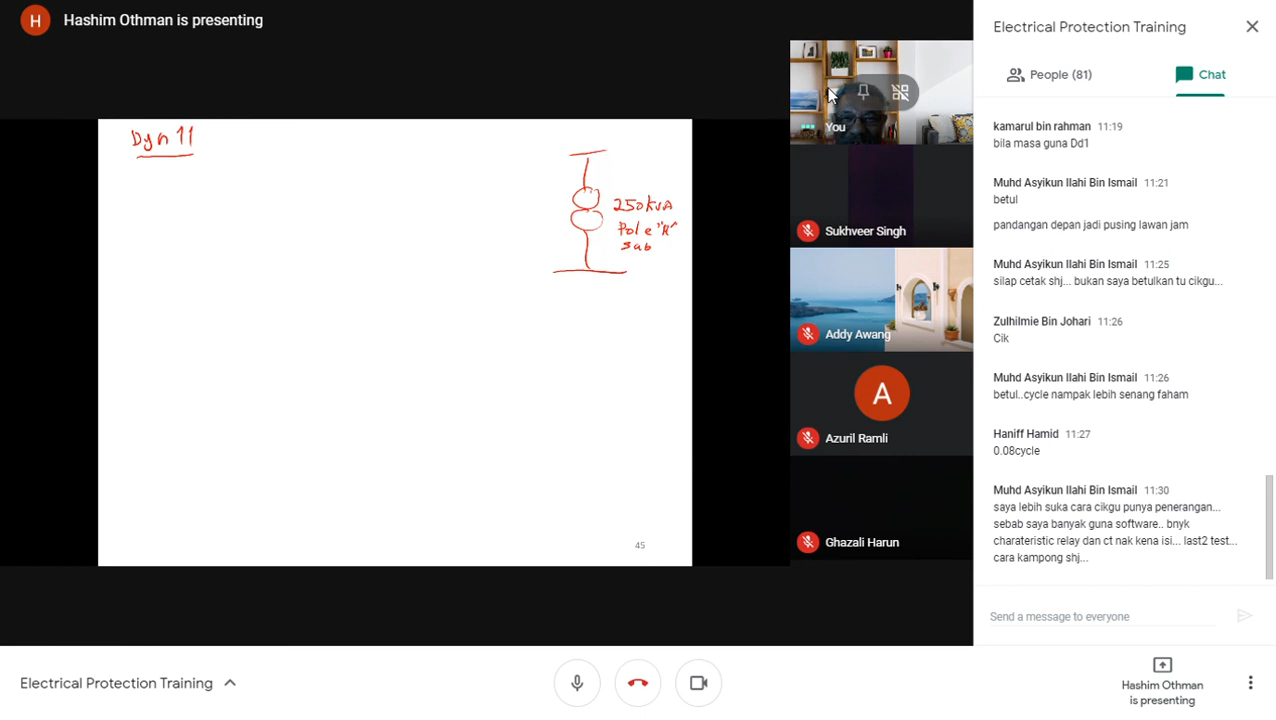 H
Hashim Othman is presenting
Dyn 11
250kVA
Pole "H"
sub
45
You
Sukhveer Singh
Addy Awang
A
Azuril Ramli
Ghazali Harun
Electrical Protection Training
People (81)
Chat
kamarul bin rahman 11:19
bila masa guna Dd1
Muhd Asyikun Ilahi Bin Ismail 11:21
betul
pandangan depan jadi pusing lawan jam
Muhd Asyikun Ilahi Bin Ismail 11:25
silap cetak shj... bukan saya betulkan tu cikgu...
Zulhilmie Bin Johari 11:26
Cik
Muhd Asyikun Ilahi Bin Ismail 11:26
betul..cycle nampak lebih senang faham
Haniff Hamid 11:27
0.08cycle
Muhd Asyikun Ilahi Bin Ismail 11:30
saya lebih suka cara cikgu punya penerangan...
sebab saya banyak guna software.. bnyk
charateristic relay dan ct nak kena isi... last2 test...
cara kampong shj...
Send a message to everyone
Electrical Protection Training
Hashim Othman
is presenting